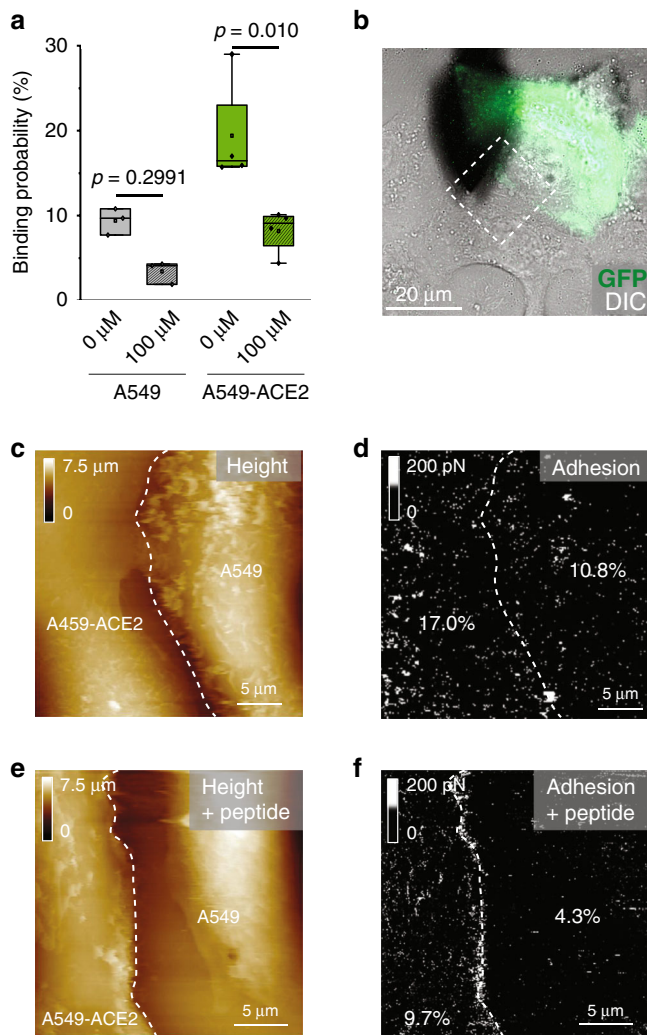 a
Binding probability (%)
30
20
10
0
p = 0.2991
p = 0.010
0 μM
100 μM
0 μM
100 μM
A549
A549-ACE2
b
GFP
DIC
20 μm
c
7.5 μm
0
Height
A549
A459-ACE2
5 μm
d
200 pN
0
Adhesion
10.8%
17.0%
5 μm
e
7.5 μm
0
Height
+ peptide
A549
A549-ACE2
5 μm
f
200 pN
0
Adhesion
+ peptide
4.3%
9.7%
5 μm